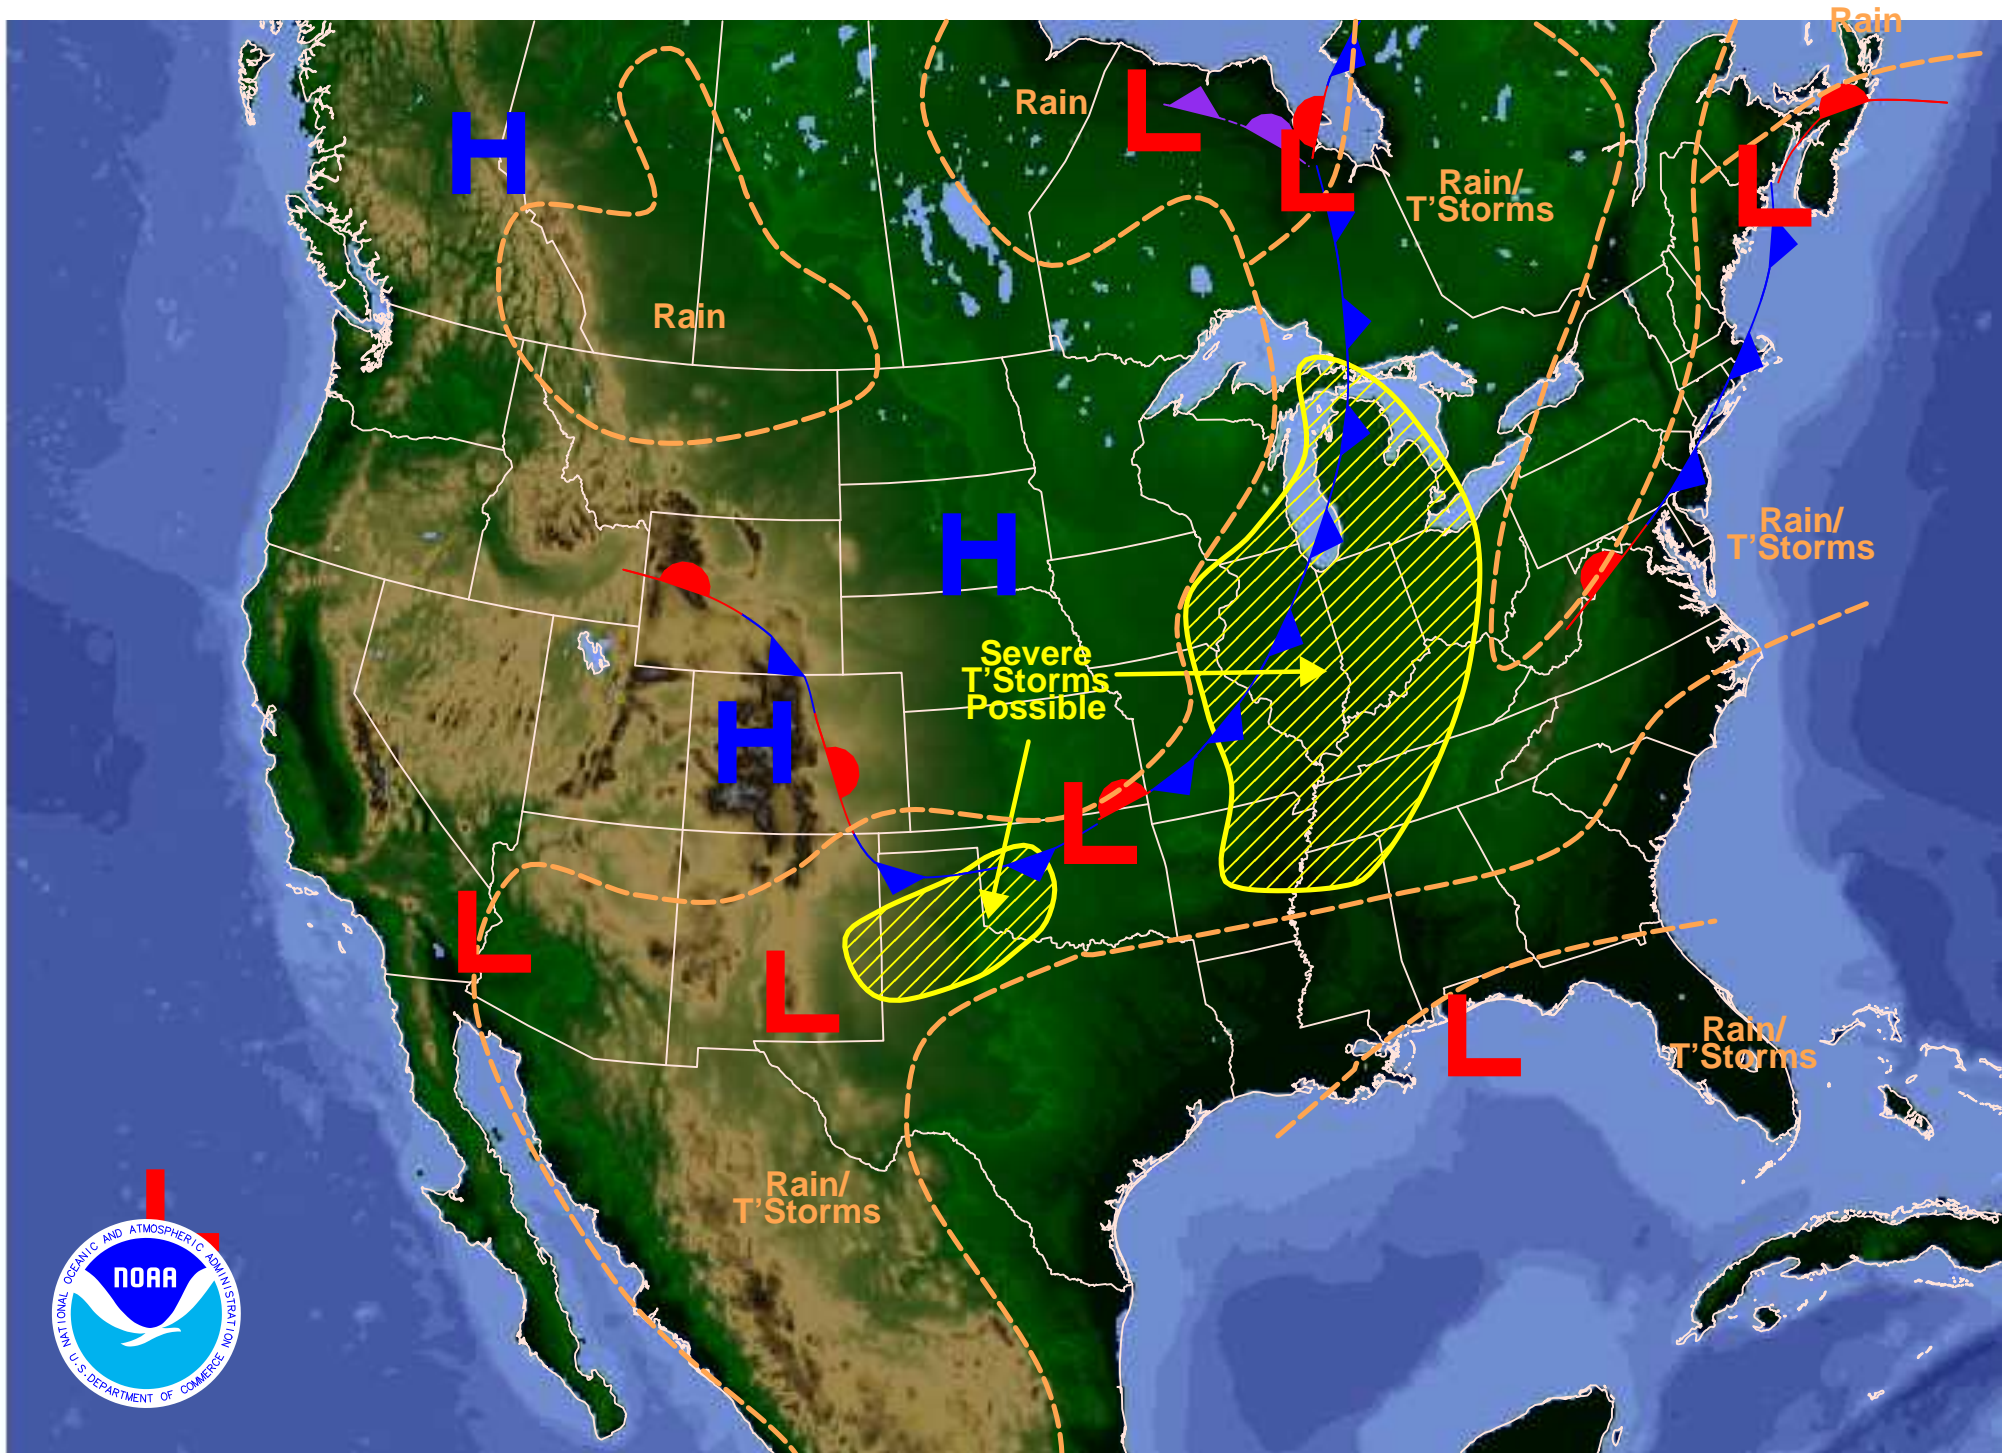 Rain
Rain
L
H
L
L
Rain/
T'Storms
Rain
H
Rain/
T'Storms
Severe
T'Storms
Possible
H
L
L
L
L
Rain/
T'Storms
Rain/
T'Storms
L
NATIONAL OCEANIC AND ATMOSPHERIC ADMINISTRATION
NOAA
U.S. DEPARTMENT OF COMMERCE